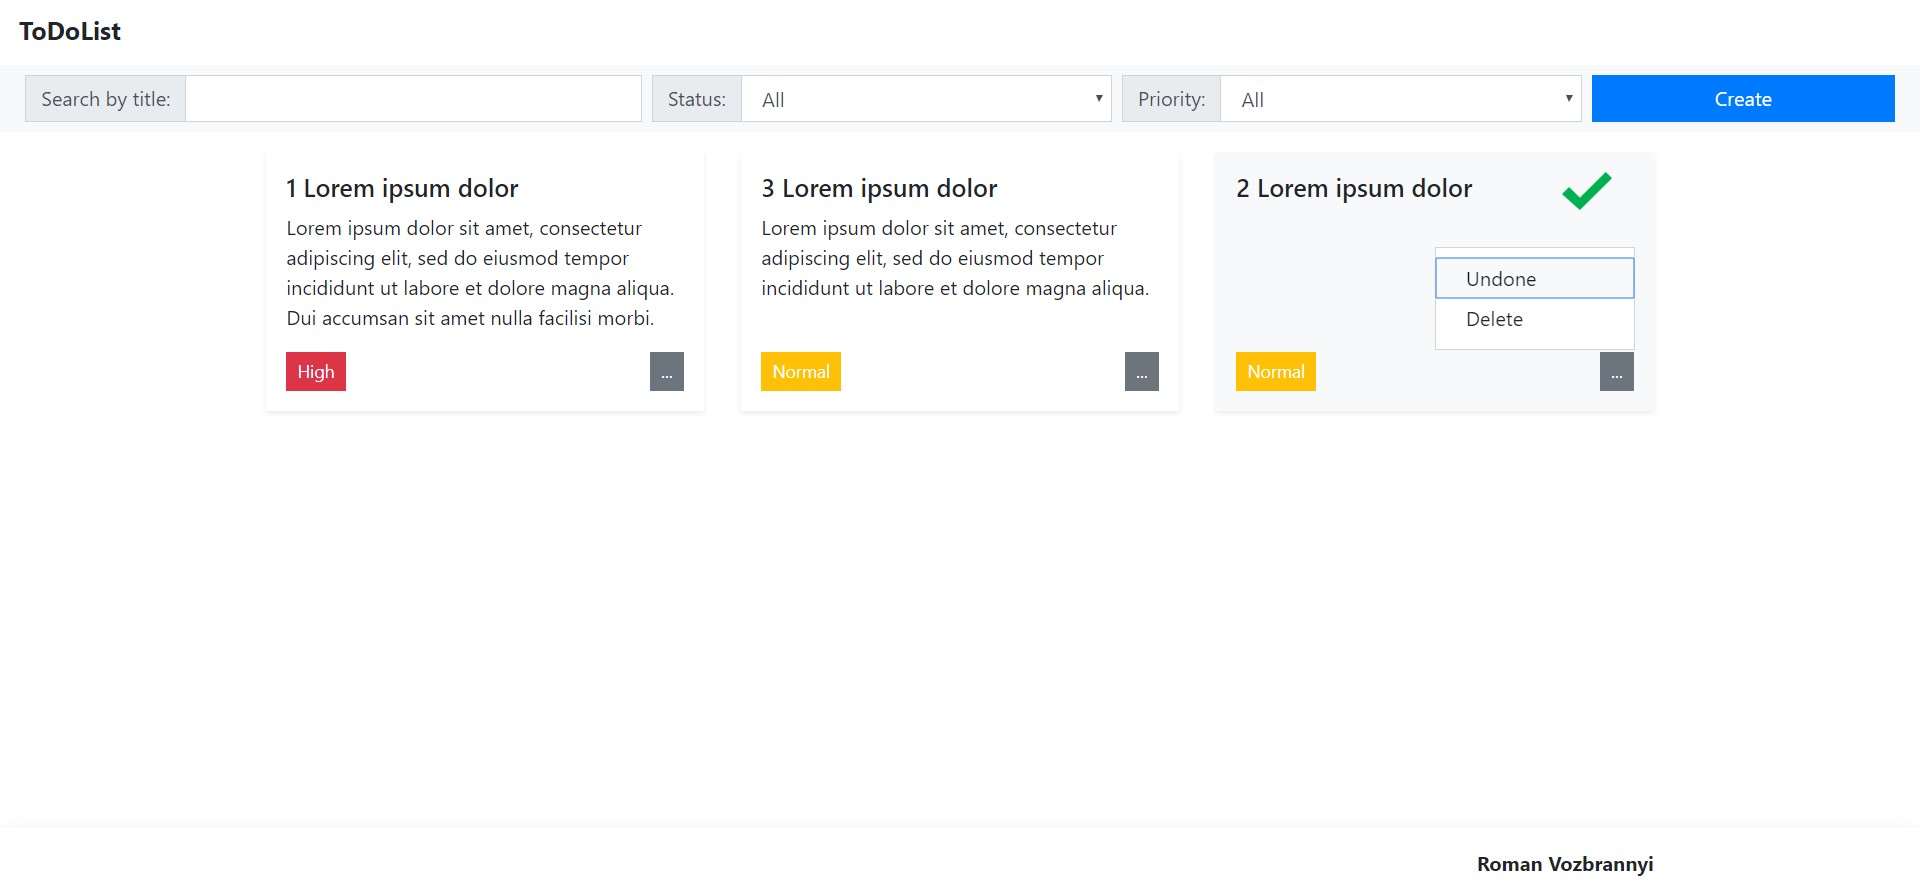 ToDoList
Search by title:
Status: All
Priority: All
Create
1 Lorem ipsum dolor
Lorem ipsum dolor sit amet, consectetur
adipiscing elit, sed do eiusmod tempor
incididunt ut labore et dolore magna aliqua.
Dui accumsan sit amet nulla facilisi morbi.
High
...
3 Lorem ipsum dolor
Lorem ipsum dolor sit amet, consectetur
adipiscing elit, sed do eiusmod tempor
incididunt ut labore et dolore magna aliqua.
Normal
...
2 Lorem ipsum dolor
Undone
Delete
Normal
...
Roman Vozbrannyi